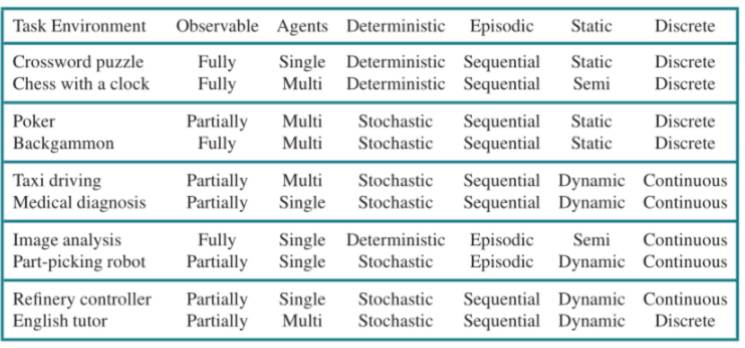 Task Environment Observable Agents Deterministic Episodic Static Discrete
Crossword puzzle Fully Single Deterministic Sequential Static Discrete
Chess with a clock Fully Multi Deterministic Sequential Semi Discrete
Poker Partially Multi Stochastic Sequential Static Discrete
Backgammon Fully Multi Stochastic Sequential Static Discrete
Taxi driving Partially Multi Stochastic Sequential Dynamic Continuous
Medical diagnosis Partially Single Stochastic Sequential Dynamic Continuous
Image analysis Fully Single Deterministic Episodic Semi Continuous
Part-picking robot Partially Single Stochastic Episodic Dynamic Continuous
Refinery controller Partially Single Stochastic Sequential Dynamic Continuous
English tutor Partially Multi Stochastic Sequential Dynamic Discrete